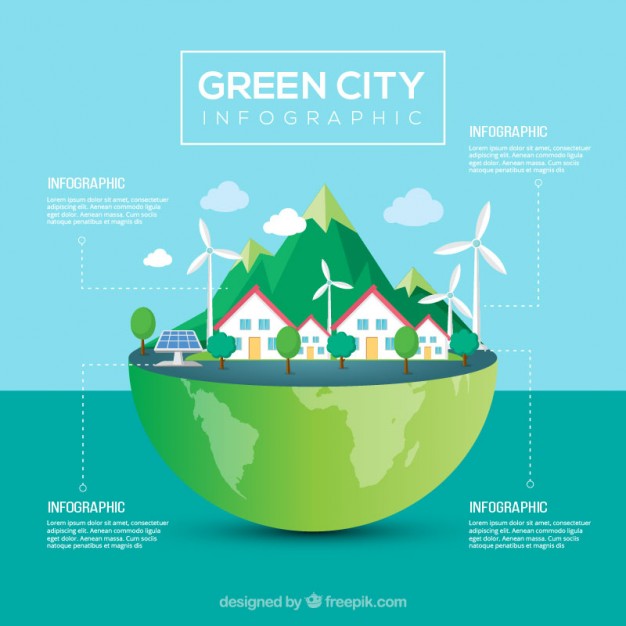 GREEN CITY
INFOGRAPHIC
INFOGRAPHIC
Lorem ipsum dolor sit amet,
consectetuer adipiscing elit.
Aenean commodo ligula eget
dolor. Aenean massa. Cum sociis
natoque penatibus et magnis
INFOGRAPHIC
Lorem ipsum dolor sit amet,
consectetuer adipiscing elit.
Aenean commodo ligula eget
dolor. Aenean massa. Cum sociis
natoque penatibus et magnis
INFOGRAPHIC
Lorem ipsum dolor sit amet,
consectetuer adipiscing elit.
Aenean commodo ligula eget
dolor. Aenean massa. Cum sociis
natoque penatibus et magnis
INFOGRAPHIC
Lorem ipsum dolor sit amet,
consectetuer adipiscing elit.
Aenean commodo ligula eget
dolor. Aenean massa. Cum sociis
natoque penatibus et magnis
designed by freepik.com